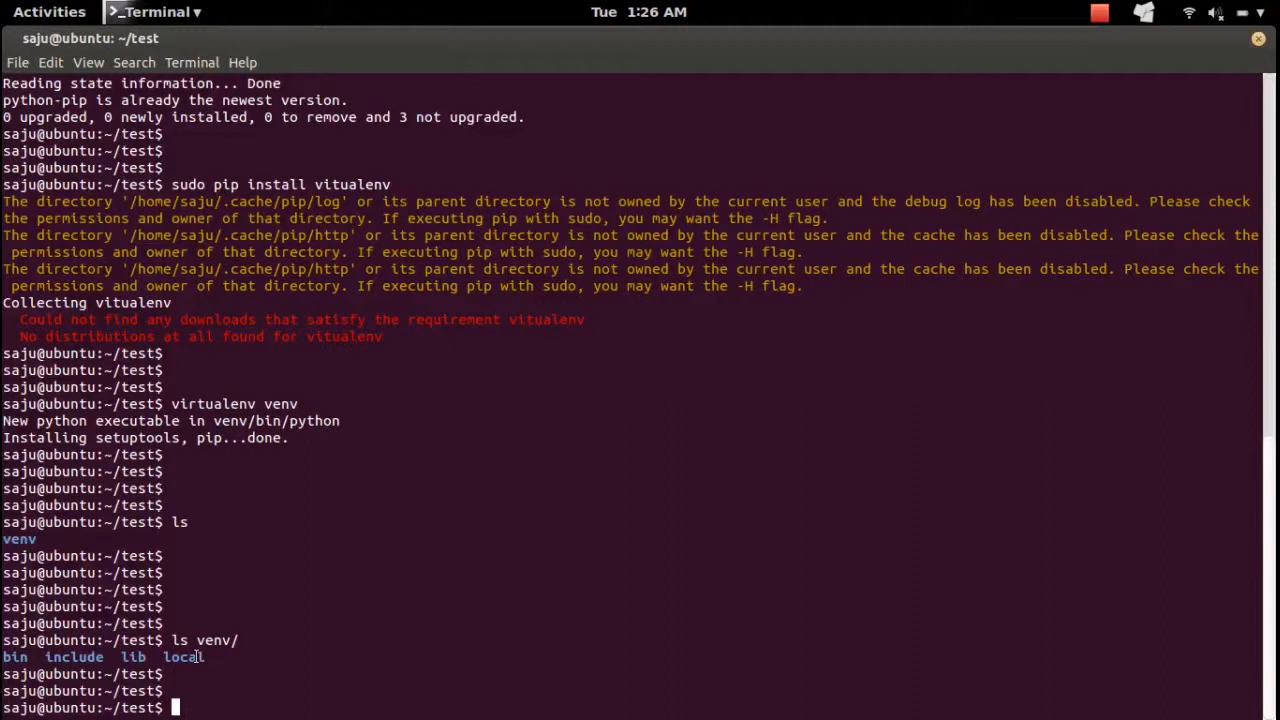 Activities >_Terminal▾ Tue 1:26 AM
saju@ubuntu: ~/test
File Edit View Search Terminal Help
Reading state information... Done
python-pip is already the newest version.
0 upgraded, 0 newly installed, 0 to remove and 3 not upgraded.
saju@ubuntu:~/test$
saju@ubuntu:~/test$
saju@ubuntu:~/test$
saju@ubuntu:~/test$ sudo pip install vitualenv
The directory '/home/saju/.cache/pip/log' or its parent directory is not owned by the current user and the debug log has been disabled. Please check
the permissions and owner of that directory. If executing pip with sudo, you may want the -H flag.
The directory '/home/saju/.cache/pip/http' or its parent directory is not owned by the current user and the cache has been disabled. Please check the
permissions and owner of that directory. If executing pip with sudo, you may want the -H flag.
The directory '/home/saju/.cache/pip/http' or its parent directory is not owned by the current user and the cache has been disabled. Please check the
permissions and owner of that directory. If executing pip with sudo, you may want the -H flag.
Collecting vitualenv
Could not find any downloads that satisfy the requirement vitualenv
No distributions at all found for vitualenv
saju@ubuntu:~/test$
saju@ubuntu:~/test$
saju@ubuntu:~/test$
saju@ubuntu:~/test$ virtualenv venv
New python executable in venv/bin/python
Installing setuptools, pip...done.
saju@ubuntu:~/test$
saju@ubuntu:~/test$
saju@ubuntu:~/test$
saju@ubuntu:~/test$
saju@ubuntu:~/test$ ls
venv
saju@ubuntu:~/test$
saju@ubuntu:~/test$
saju@ubuntu:~/test$
saju@ubuntu:~/test$
saju@ubuntu:~/test$
saju@ubuntu:~/test$ ls venv/
bin include lib local
saju@ubuntu:~/test$
saju@ubuntu:~/test$
saju@ubuntu:~/test$